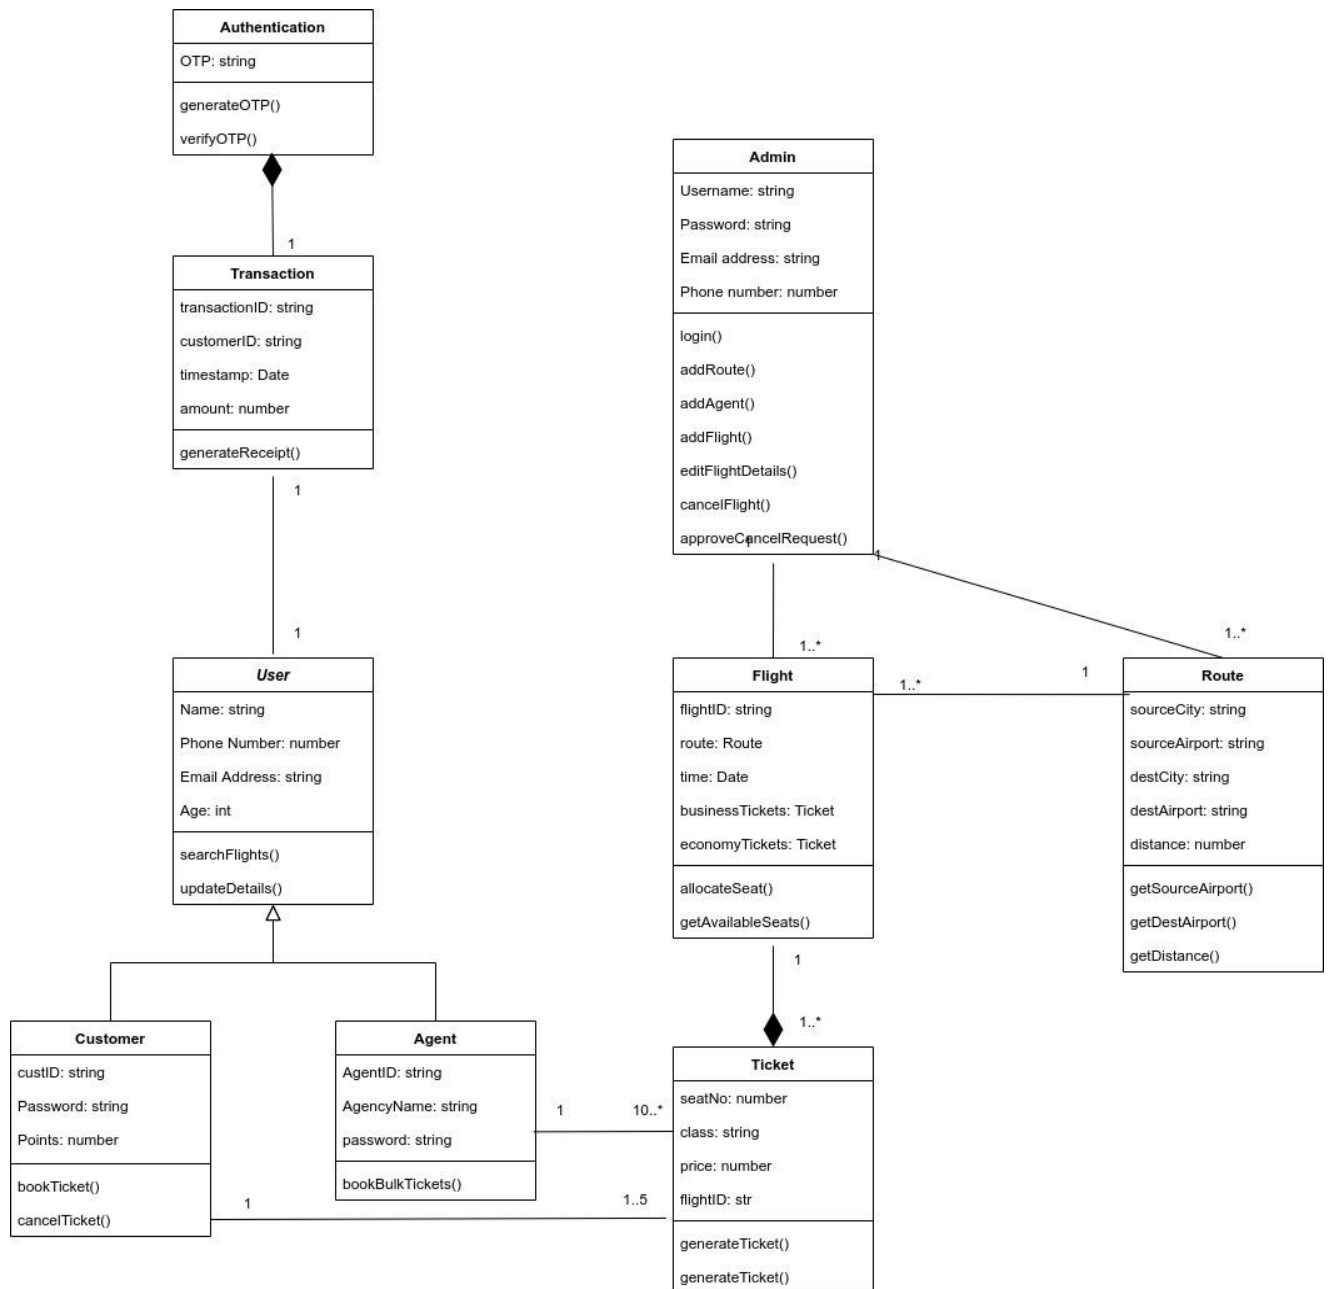 Authentication
OTP: string
generateOTP()
verifyOTP()
1
Transaction
transactionID: string
customerID: string
timestamp: Date
amount: number
generateReceipt()
1
1
User
Name: string
Phone Number: number
Email Address: string
Age: int
searchFlights()
updateDetails()
Customer
custID: string
Password: string
Points: number
bookTicket()
cancelTicket()
1
1..5
Agent
AgentID: string
AgencyName: string
password: string
bookBulkTickets()
1
10..*
Admin
Username: string
Password: string
Email address: string
Phone number: number
login()
addRoute()
addAgent()
addFlight()
editFlightDetails()
cancelFlight()
approveCancelRequest()
1
1
1..*
1..*
Flight
flightID: string
route: Route
time: Date
businessTickets: Ticket
economyTickets: Ticket
allocateSeat()
getAvailableSeats()
1..*
1
Route
sourceCity: string
sourceAirport: string
destCity: string
destAirport: string
distance: number
getSourceAirport()
getDestAirport()
getDistance()
1
1..*
Ticket
seatNo: number
class: string
price: number
flightID: str
generateTicket()
generateTicket()